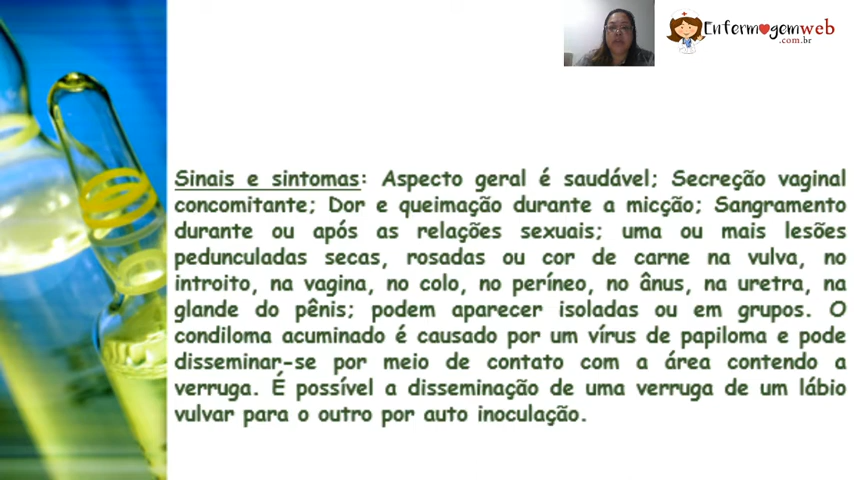 Enfermagemweb
.com.br
Sinais e sintomas: Aspecto geral é saudável; Secreção vaginal
concomitante; Dor e queimação durante a micção; Sangramento
durante ou após as relações sexuais; uma ou mais lesões
pedunculadas secas, rosadas ou cor de carne na vulva, no
introito, na vagina, no colo, no períneo, no ânus, na uretra, na
glande do pênis; podem aparecer isoladas ou em grupos. O
condiloma acuminado é causado por um vírus de papiloma e pode
disseminar-se por meio de contato com a área contendo a
verruga. É possível a disseminação de uma verruga de um lábio
vulvar para o outro por auto inoculação.